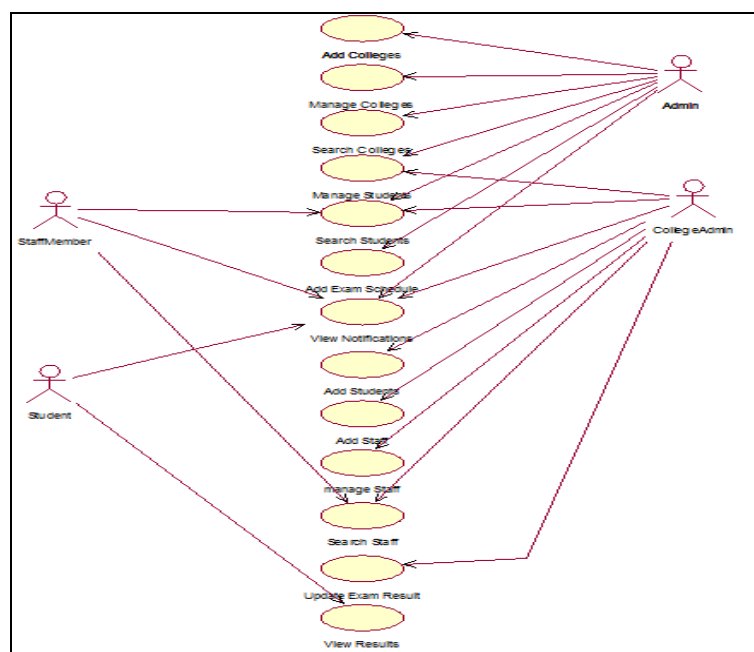 Add Colleges
Admin
Manage Colleges
Search Colleges
Manage Students
StaffMember
CollegeAdmin
Search Students
Add Exam Schedule
View Notifications
Add Students
Student
Add Staff
manage Staff
Search Staff
Update Exam Result
View Results